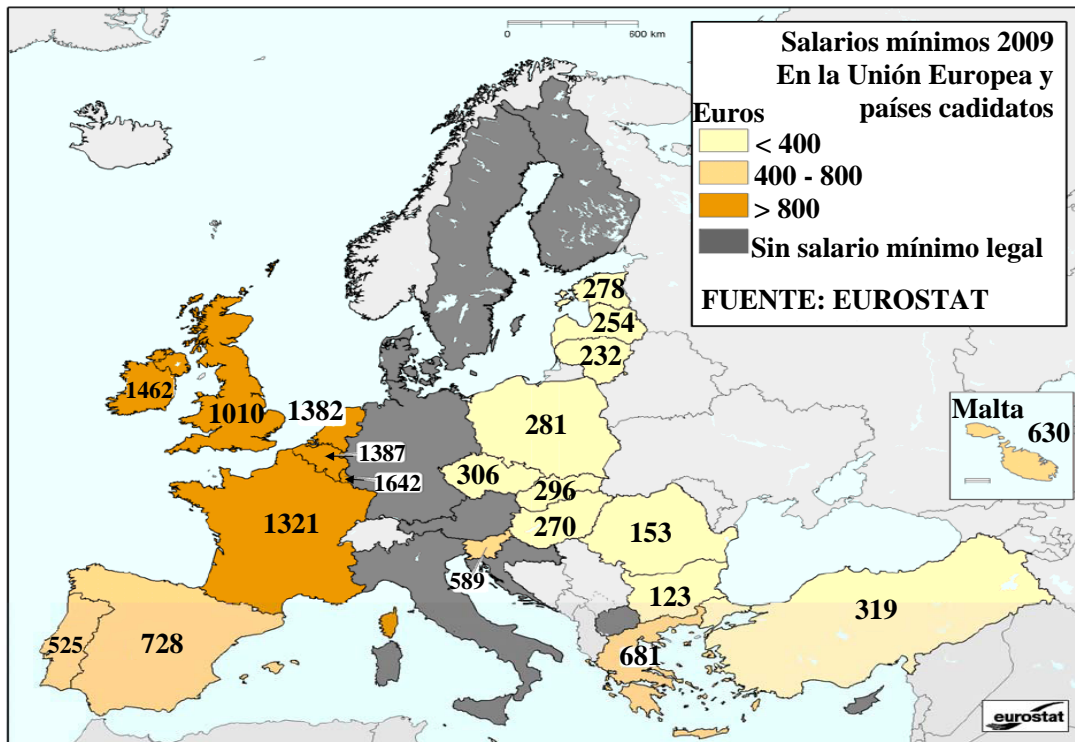 0 600 km
Salarios mínimos 2009
En la Unión Europea y
países cadidatos
Euros
< 400
400 - 800
> 800
Sin salario mínimo legal
FUENTE: EUROSTAT
278
254
232
1462
1010
1382
281
Malta
630
1387
306
1642
296
1321
270
153
589
123
319
525
728
681
eurostat